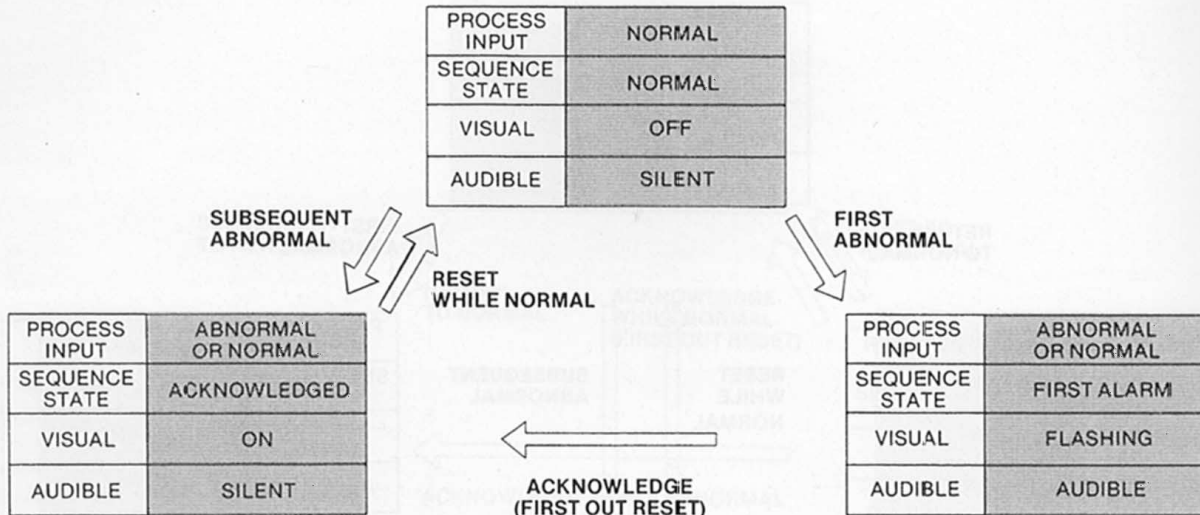 PROCESS
INPUT
NORMAL
SEQUENCE
STATE
NORMAL
VISUAL
OFF
AUDIBLE
SILENT
SUBSEQUENT
ABNORMAL
RESET
WHILE NORMAL
FIRST
ABNORMAL
PROCESS
INPUT
ABNORMAL
OR NORMAL
SEQUENCE
STATE
ACKNOWLEDGED
VISUAL
ON
AUDIBLE
SILENT
ACKNOWLEDGE
(FIRST OUT RESET)
PROCESS
INPUT
ABNORMAL
OR NORMAL
SEQUENCE
STATE
FIRST ALARM
VISUAL
FLASHING
AUDIBLE
AUDIBLE